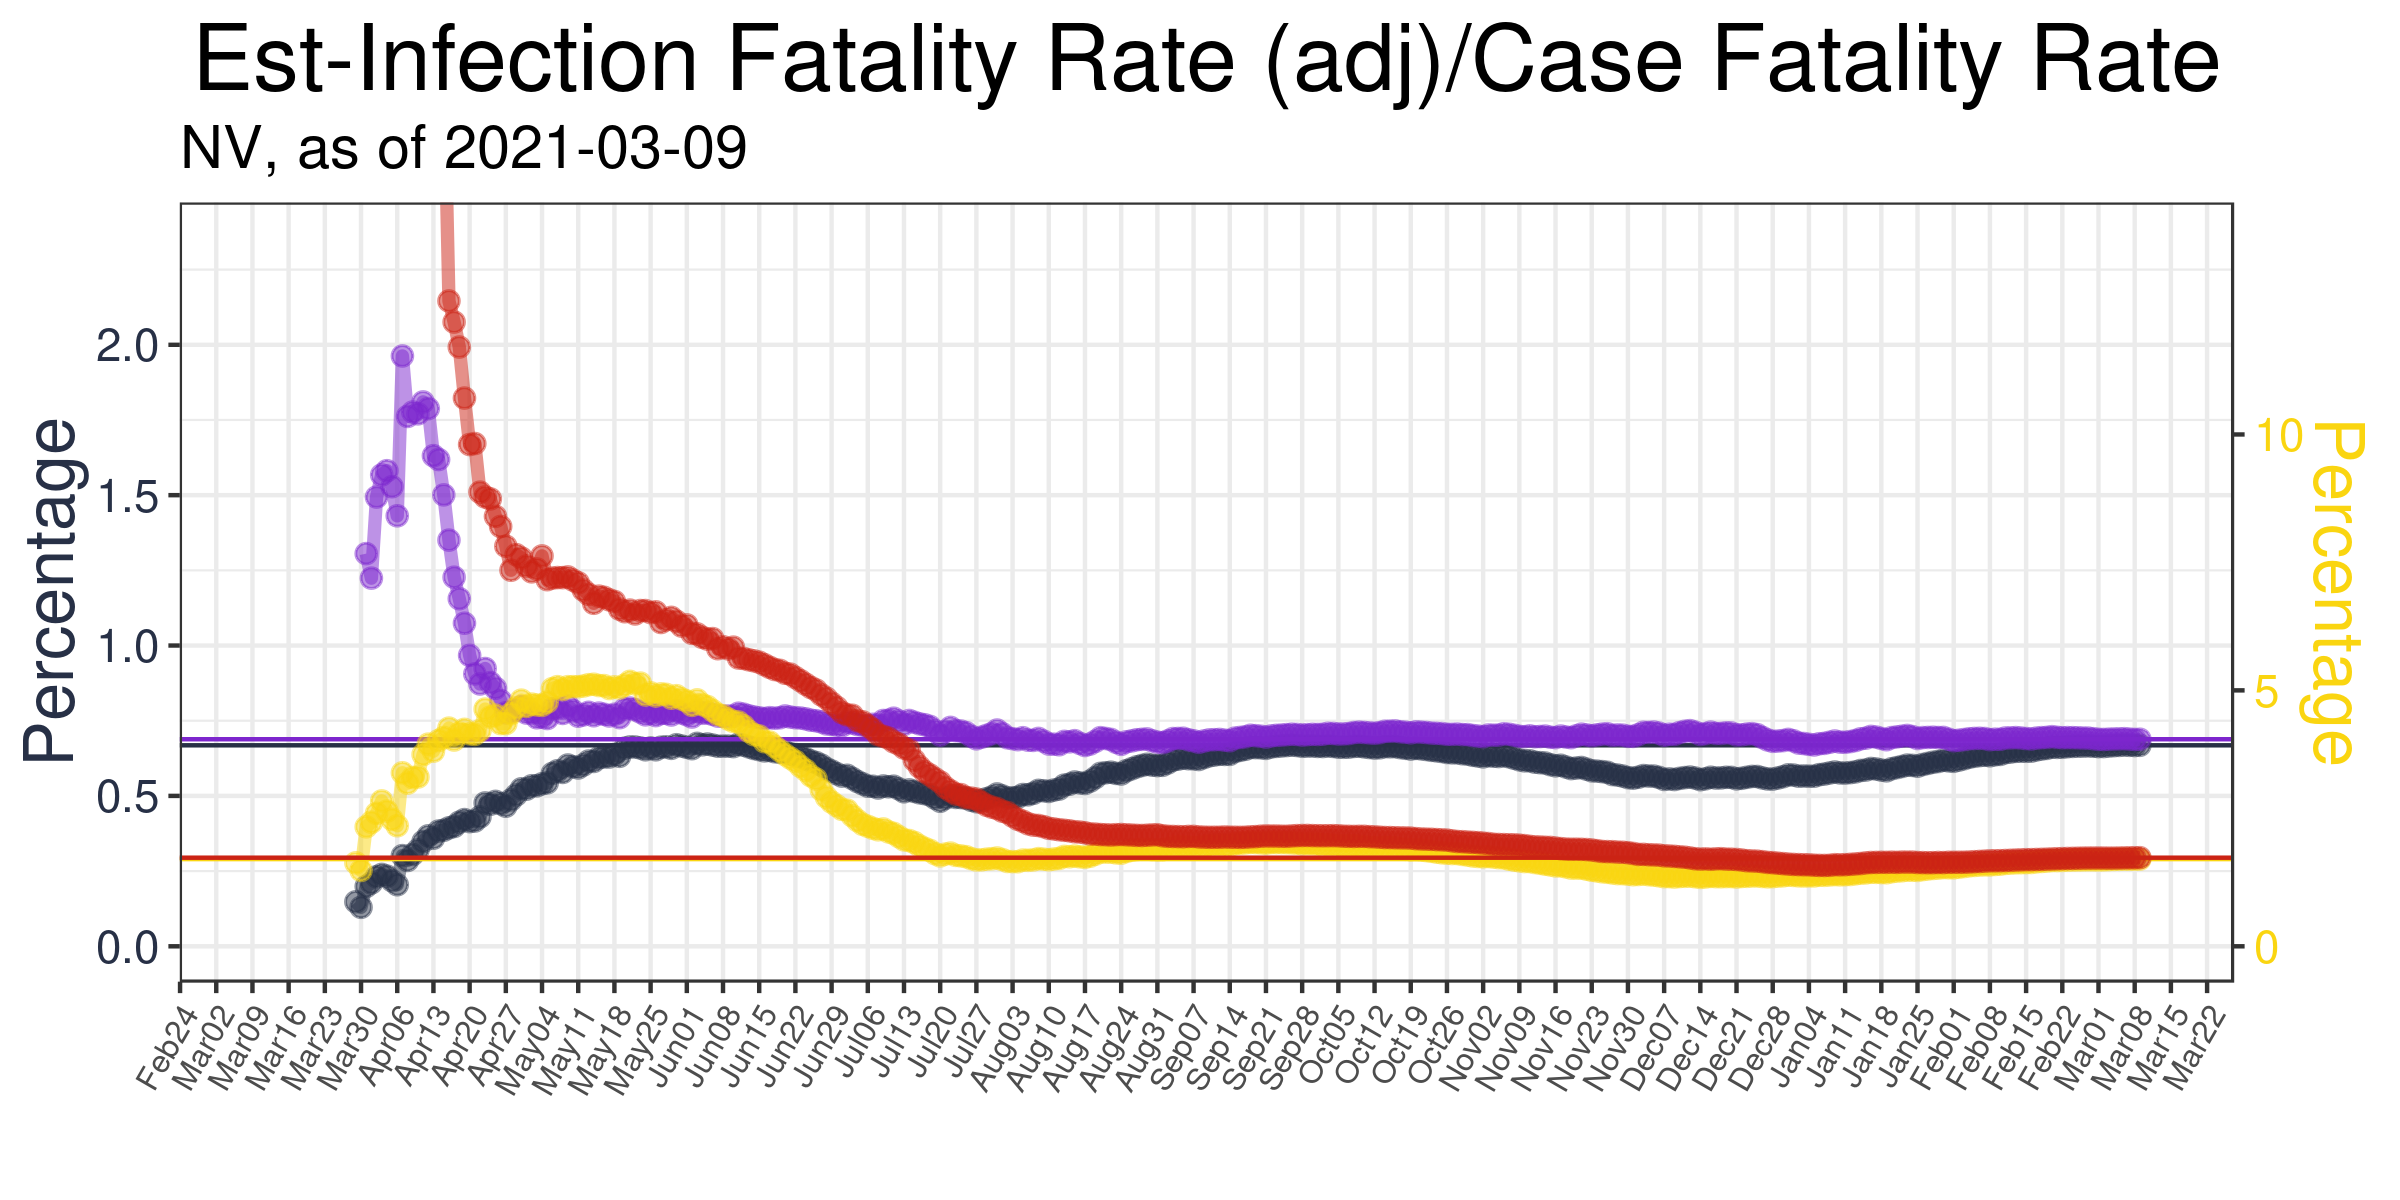 Est-Infection Fatality Rate (adj)/Case Fatality Rate
NV, as of 2021-03-09
Percentage
2.0
1.5
1.0
0.5
0.0
10
5
0
Percentage
Feb24
Mar02
Mar09
Mar16
Mar23
Mar30
Apr06
Apr13
Apr20
Apr27
May04
May11
May18
May25
Jun01
Jun08
Jun15
Jun22
Jun29
Jul06
Jul13
Jul20
Jul27
Aug03
Aug10
Aug17
Aug24
Aug31
Sep07
Sep14
Sep21
Sep28
Oct05
Oct12
Oct19
Oct26
Nov02
Nov09
Nov16
Nov23
Nov30
Dec07
Dec14
Dec21
Dec28
Jan04
Jan11
Jan18
Jan25
Feb01
Feb08
Feb15
Feb22
Mar01
Mar08
Mar15
Mar22